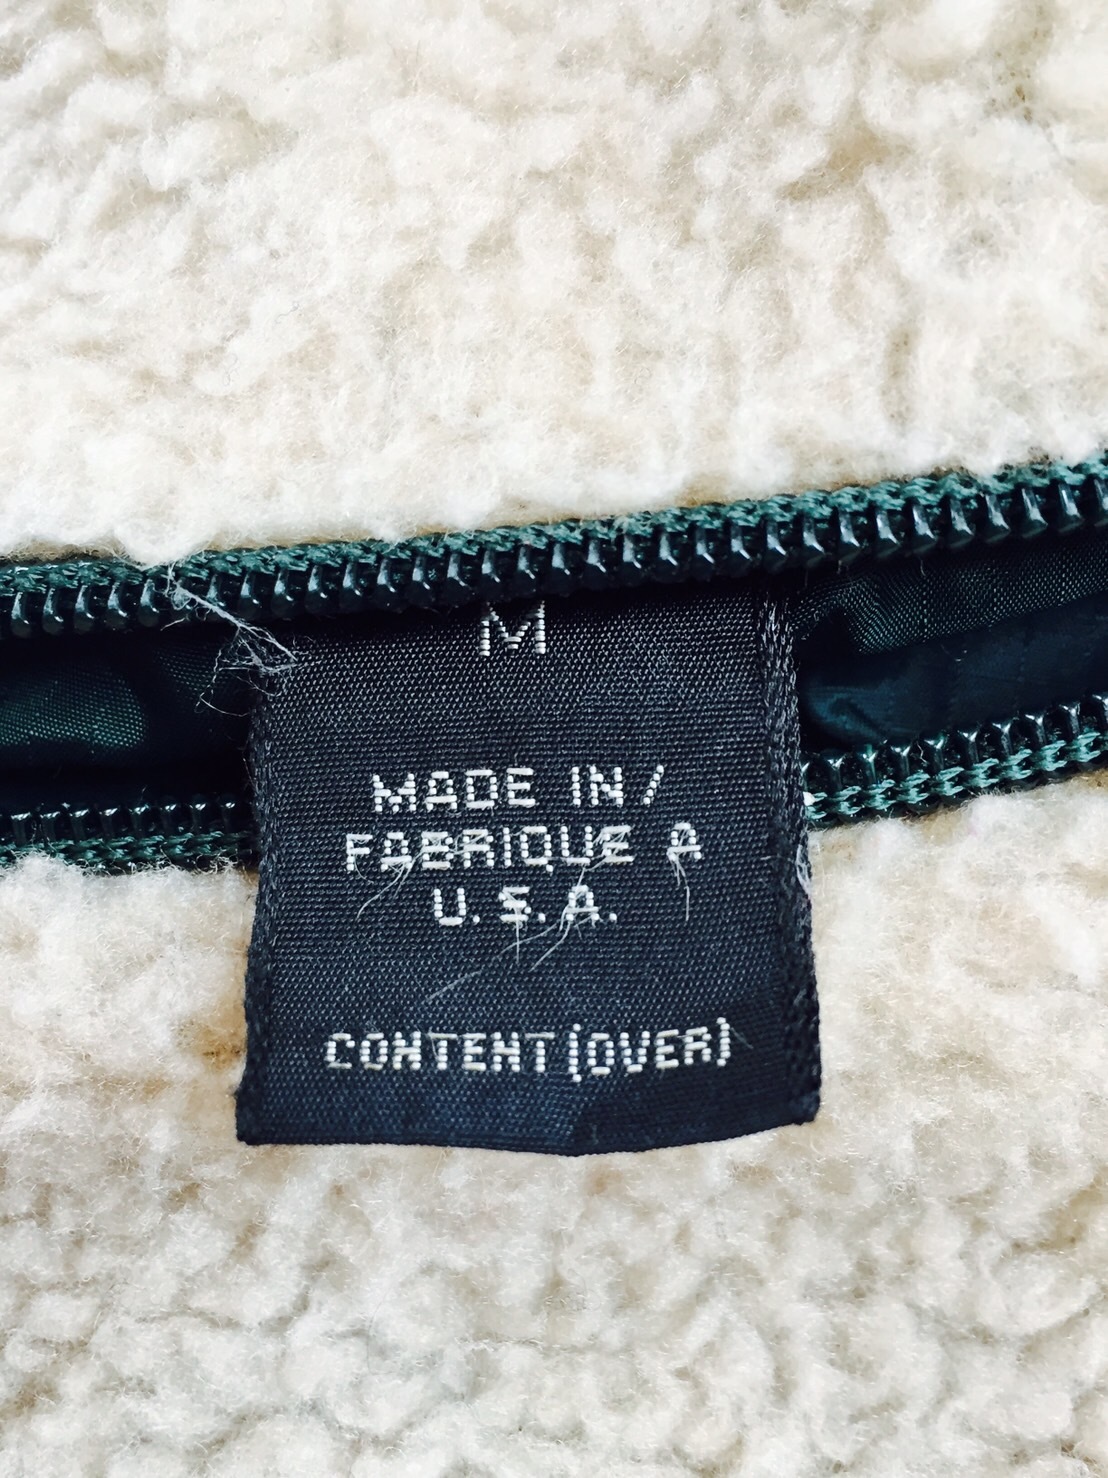 M
MADE IN /
FABRIQUE A
U.S.A.
CONTENT (OVER)